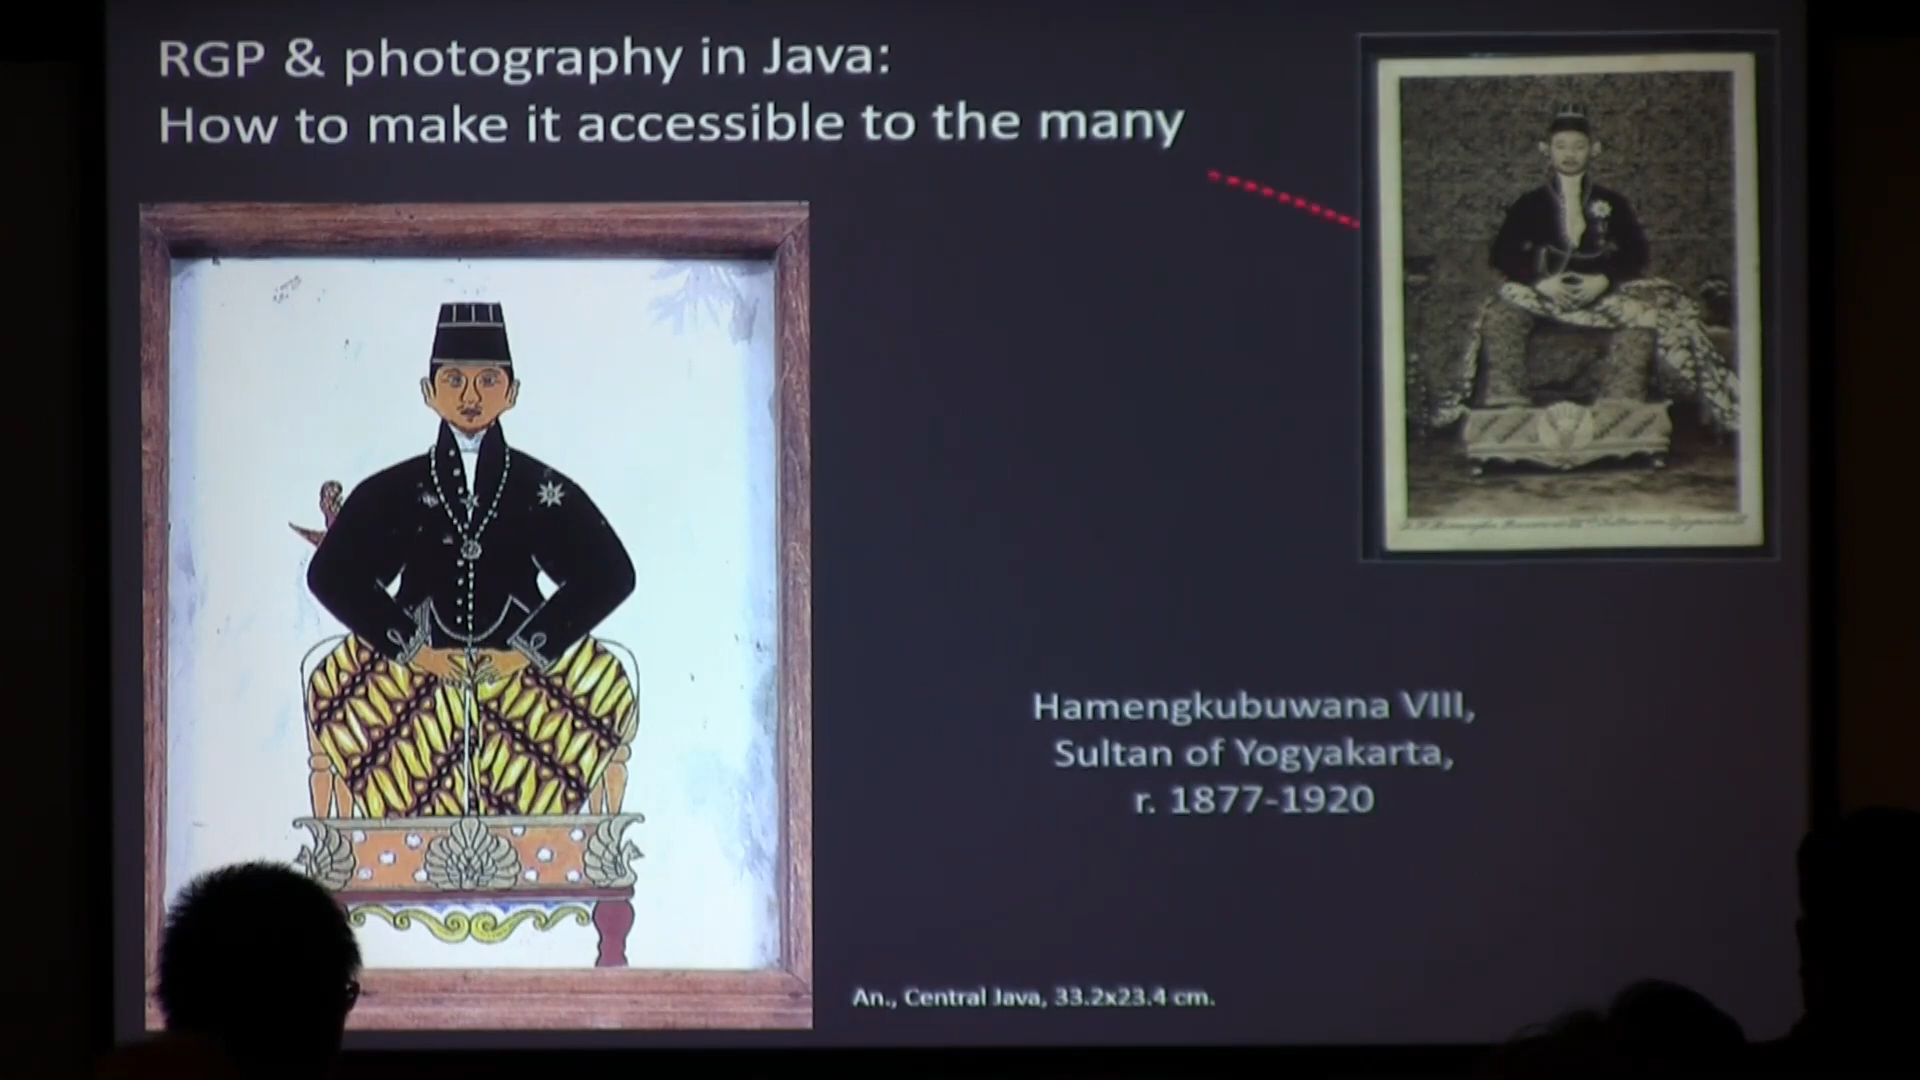 RGP & photography in Java:
How to make it accessible to the many
Hamengkubuwana VIII,
Sultan of Yogyakarta,
r. 1877-1920
An., Central Java, 33.2x23.4 cm.